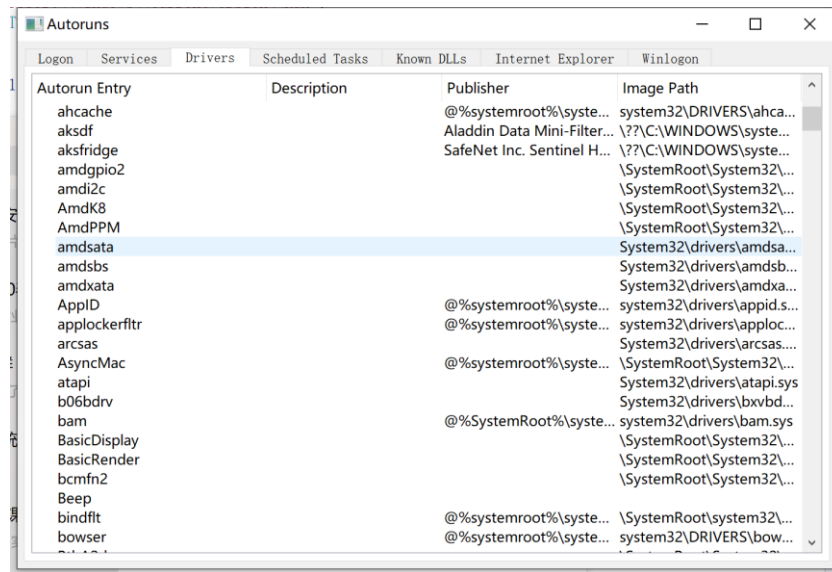 Autoruns
Logon Services Drivers Scheduled Tasks Known DLLs Internet Explorer Winlogon
Autorun Entry Description Publisher Image Path
ahcache @%systemroot%\syste... system32\DRIVERS\ahca...
aksdf Aladdin Data Mini-Filter... \??\C:\WINDOWS\syste...
aksfridge SafeNet Inc. Sentinel H... \??\C:\WINDOWS\syste...
amdgpio2 \SystemRoot\System32\...
amdi2c \SystemRoot\System32\...
AmdK8 \SystemRoot\System32\...
AmdPPM \SystemRoot\System32\...
amdsata System32\drivers\amdsa...
amdsbs System32\drivers\amdsb...
amdxata System32\drivers\amdxa...
AppID @%systemroot%\syste... system32\drivers\appid.s...
applockerfltr @%systemroot%\syste... system32\drivers\apploc...
arcsas System32\drivers\arcsas....
AsyncMac @%systemroot%\syste... \SystemRoot\System32\...
atapi System32\drivers\atapi.sys
b06bdrv System32\drivers\bxvbd...
bam @%SystemRoot%\syste... system32\drivers\bam.sys
BasicDisplay \SystemRoot\System32\...
BasicRender \SystemRoot\System32\...
bcmfn2 \SystemRoot\System32\...
Beep
bindflt @%systemroot%\syste... \SystemRoot\system32\...
bowser @%systemroot%\syste... system32\DRIVERS\bow...